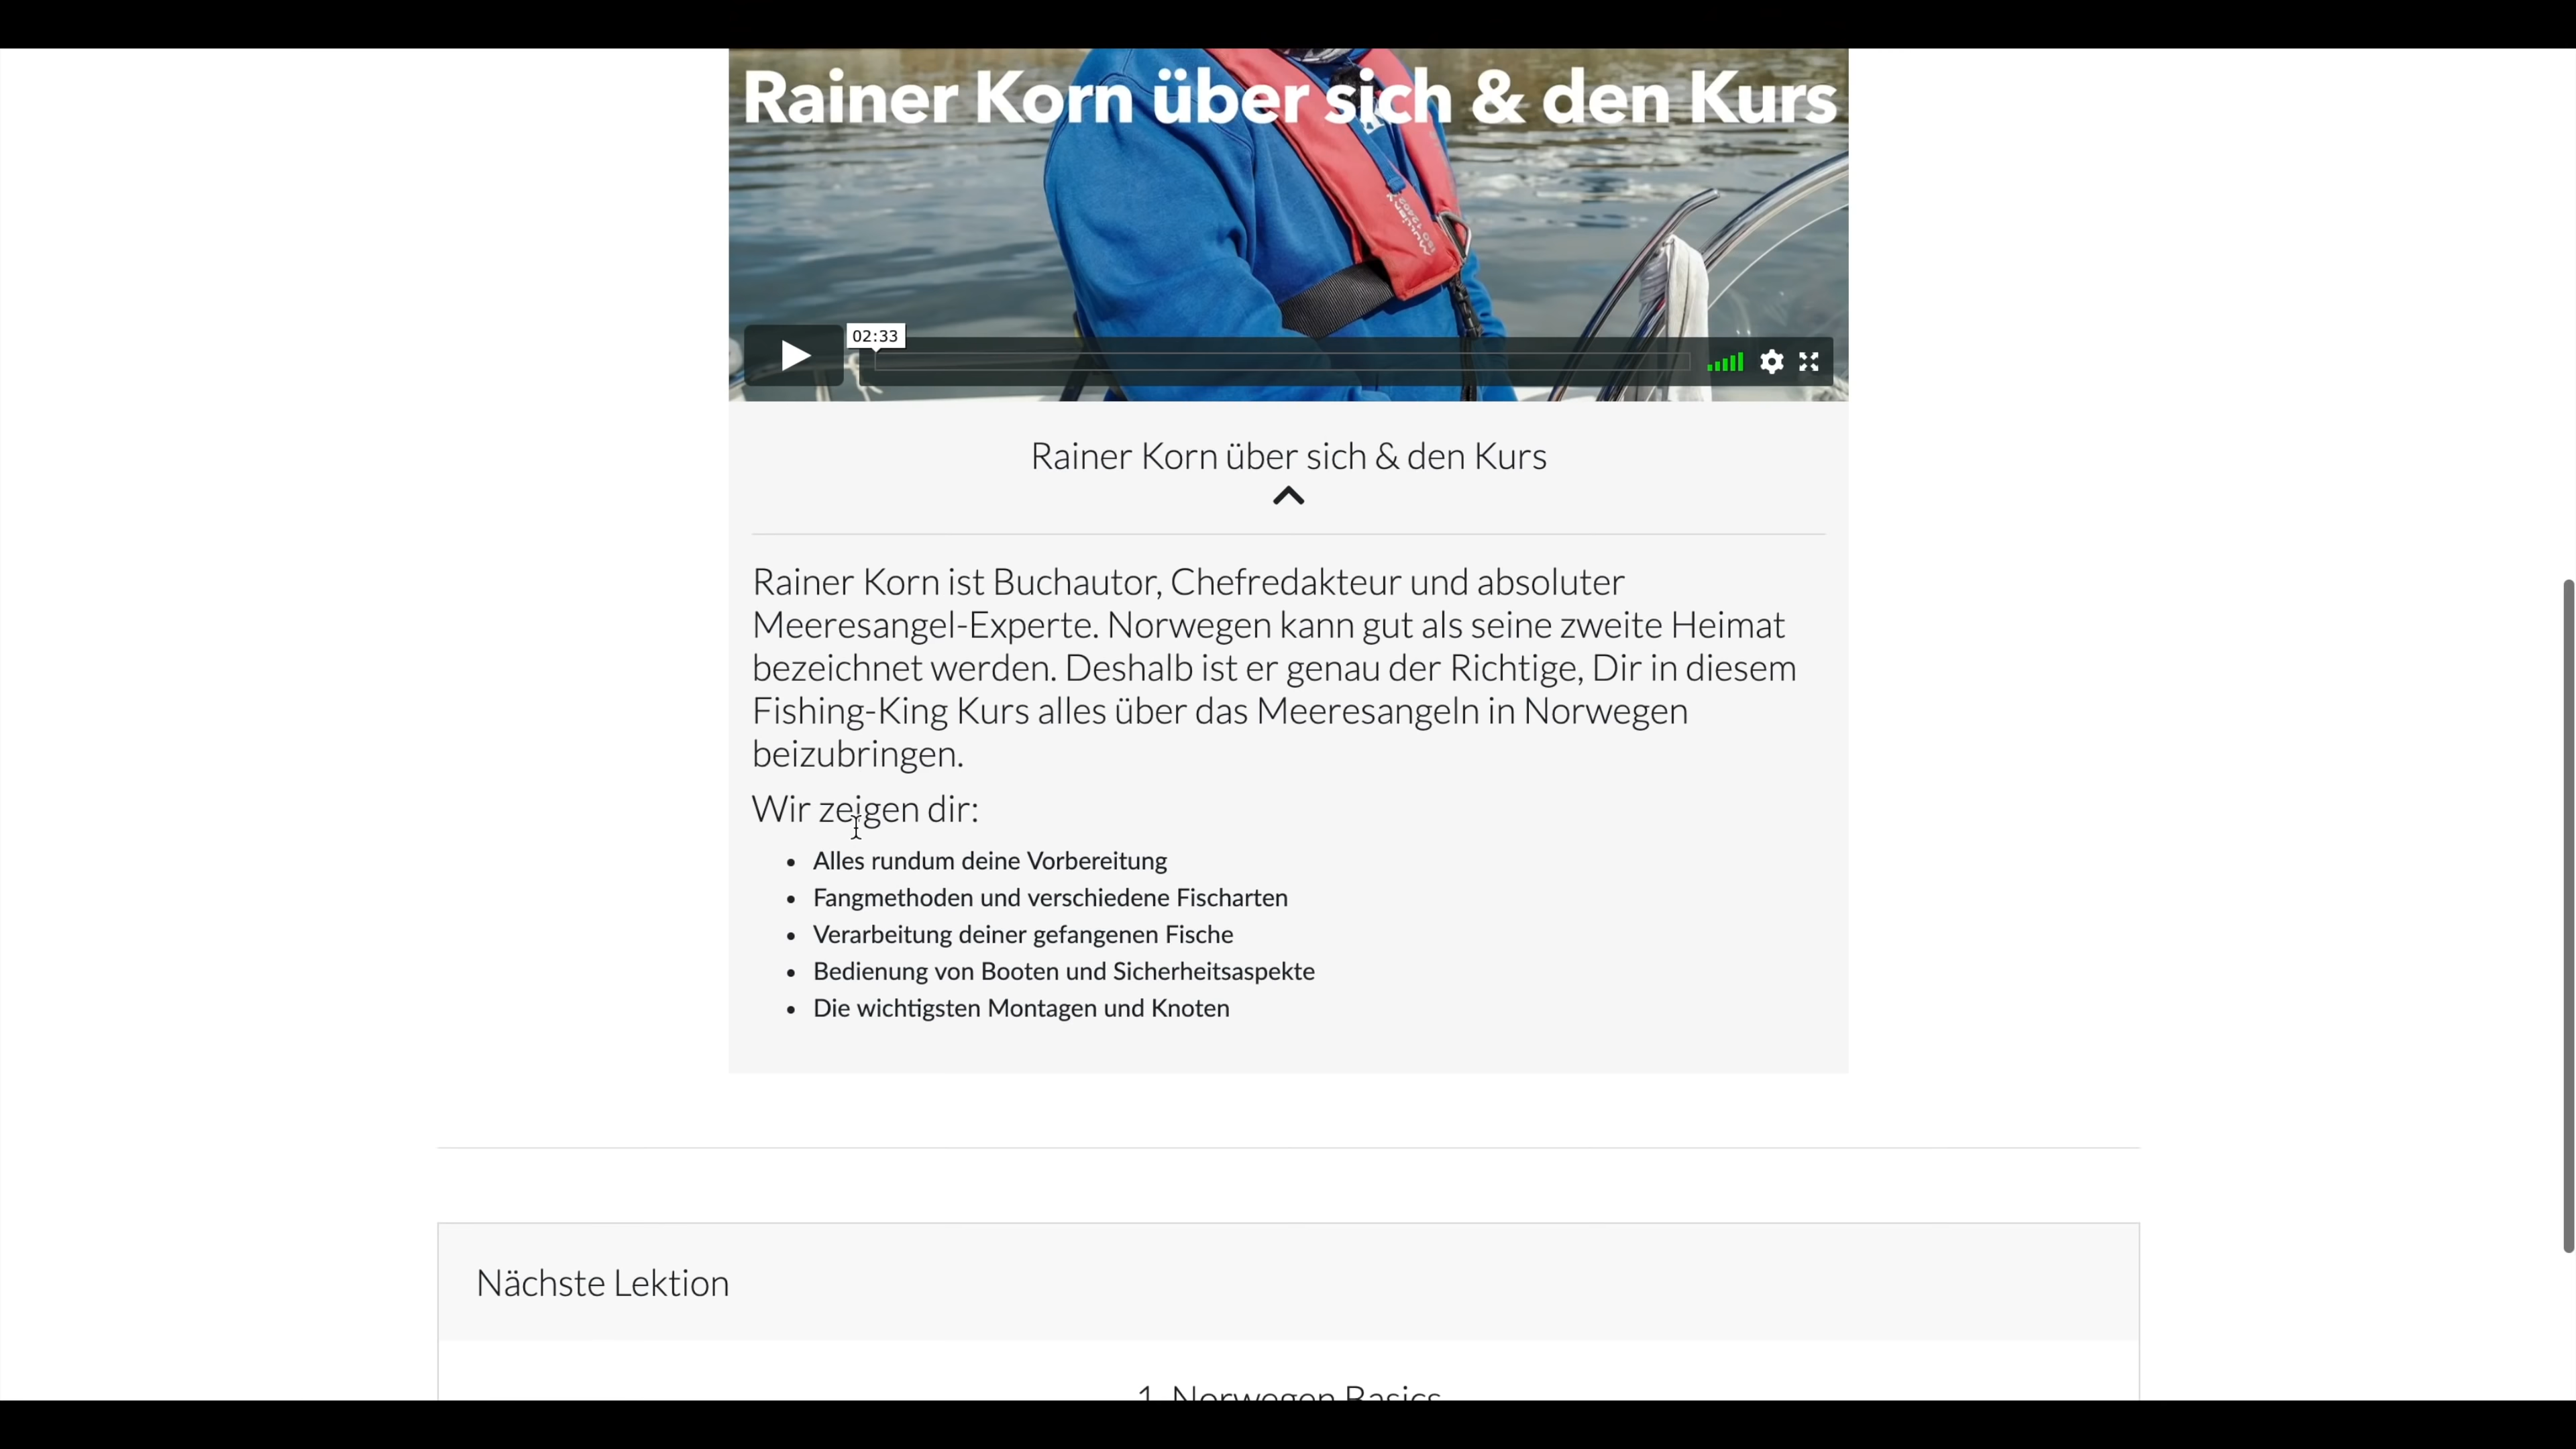 Rainer Korn über sich & den Kurs
02:33
Rainer Korn über sich & den Kurs
Rainer Korn ist Buchautor, Chefredakteur und absoluter
Meeresangel-Experte. Norwegen kann gut als seine zweite Heimat
bezeichnet werden. Deshalb ist er genau der Richtige, Dir in diesem
Fishing-King Kurs alles über das Meeresangeln in Norwegen
beizubringen.
Wir zeigen dir:
• Alles rundum deine Vorbereitung
• Fangmethoden und verschiedene Fischarten
• Verarbeitung deiner gefangenen Fische
• Bedienung von Booten und Sicherheitsaspekte
• Die wichtigsten Montagen und Knoten
Nächste Lektion
1. Norwegen Basics